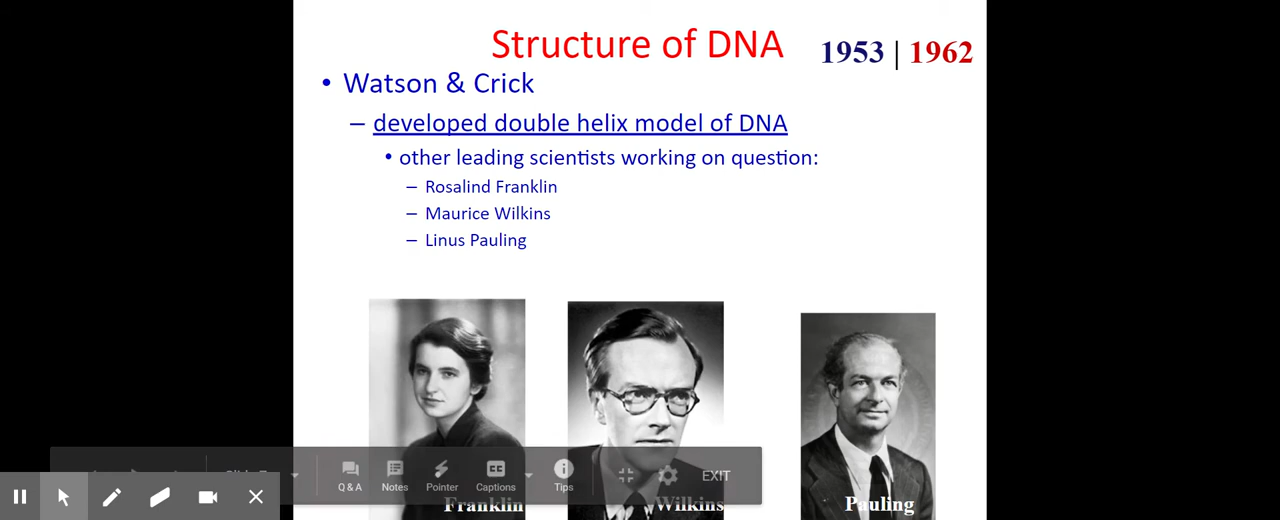 Structure of DNA
1953 | 1962
• Watson & Crick
– developed double helix model of DNA
• other leading scientists working on question:
– Rosalind Franklin
– Maurice Wilkins
– Linus Pauling
Q & A Notes Pointer Captions Tips EXIT
Franklin Wilkins Pauling